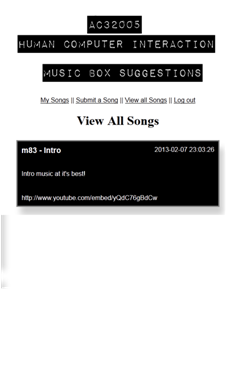 AC32005
HUMAN COMPUTER INTERACTION
MUSIC BOX SUGGESTIONS
My Songs || Submit a Song || View all Songs || Log out
View All Songs
m83 - Intro 2013-02-07 23:03:26
Intro music at it's best!
http://www.youtube.com/embed/yQdC76gBdCw